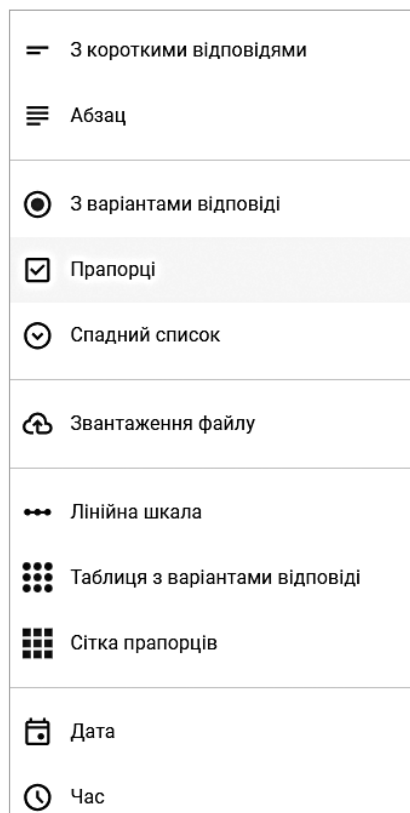 З короткими відповідями
Абзац
З варіантами відповіді
Прапорці
Спадний список
Звантаження файлу
Лінійна шкала
Таблиця з варіантами відповіді
Сітка прапорців
Дата
Час